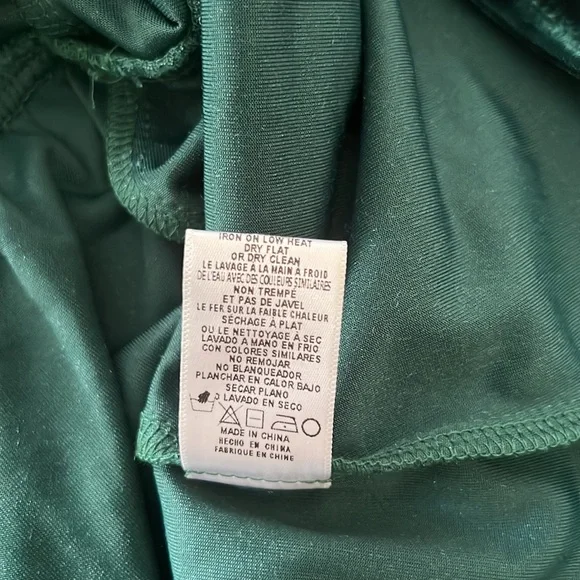 IRON ON LOW HEAT
DRY FLAT
OR DRY CLEAN
LE LAVAGE À LA MAIN À FROID
DE L'EAU AVEC DES COULEURS SIMILAIRES
NON TREMPÉ
ET PAS DE JAVEL
LE FER SUR LA FAIBLE CHALEUR
SÉCHAGE À PLAT
OU LE NETTOYAGE À SEC
LAVADO A MANO EN FRIO
CON COLORES SIMILARES
NO REMOJAR
NO BLANQUEADOR
PLANCHAR EN CALOR BAJO
SECAR PLANO
O LAVADO EN SECO
MADE IN CHINA
HECHO EN CHINA
FABRIQUE EN CHINE